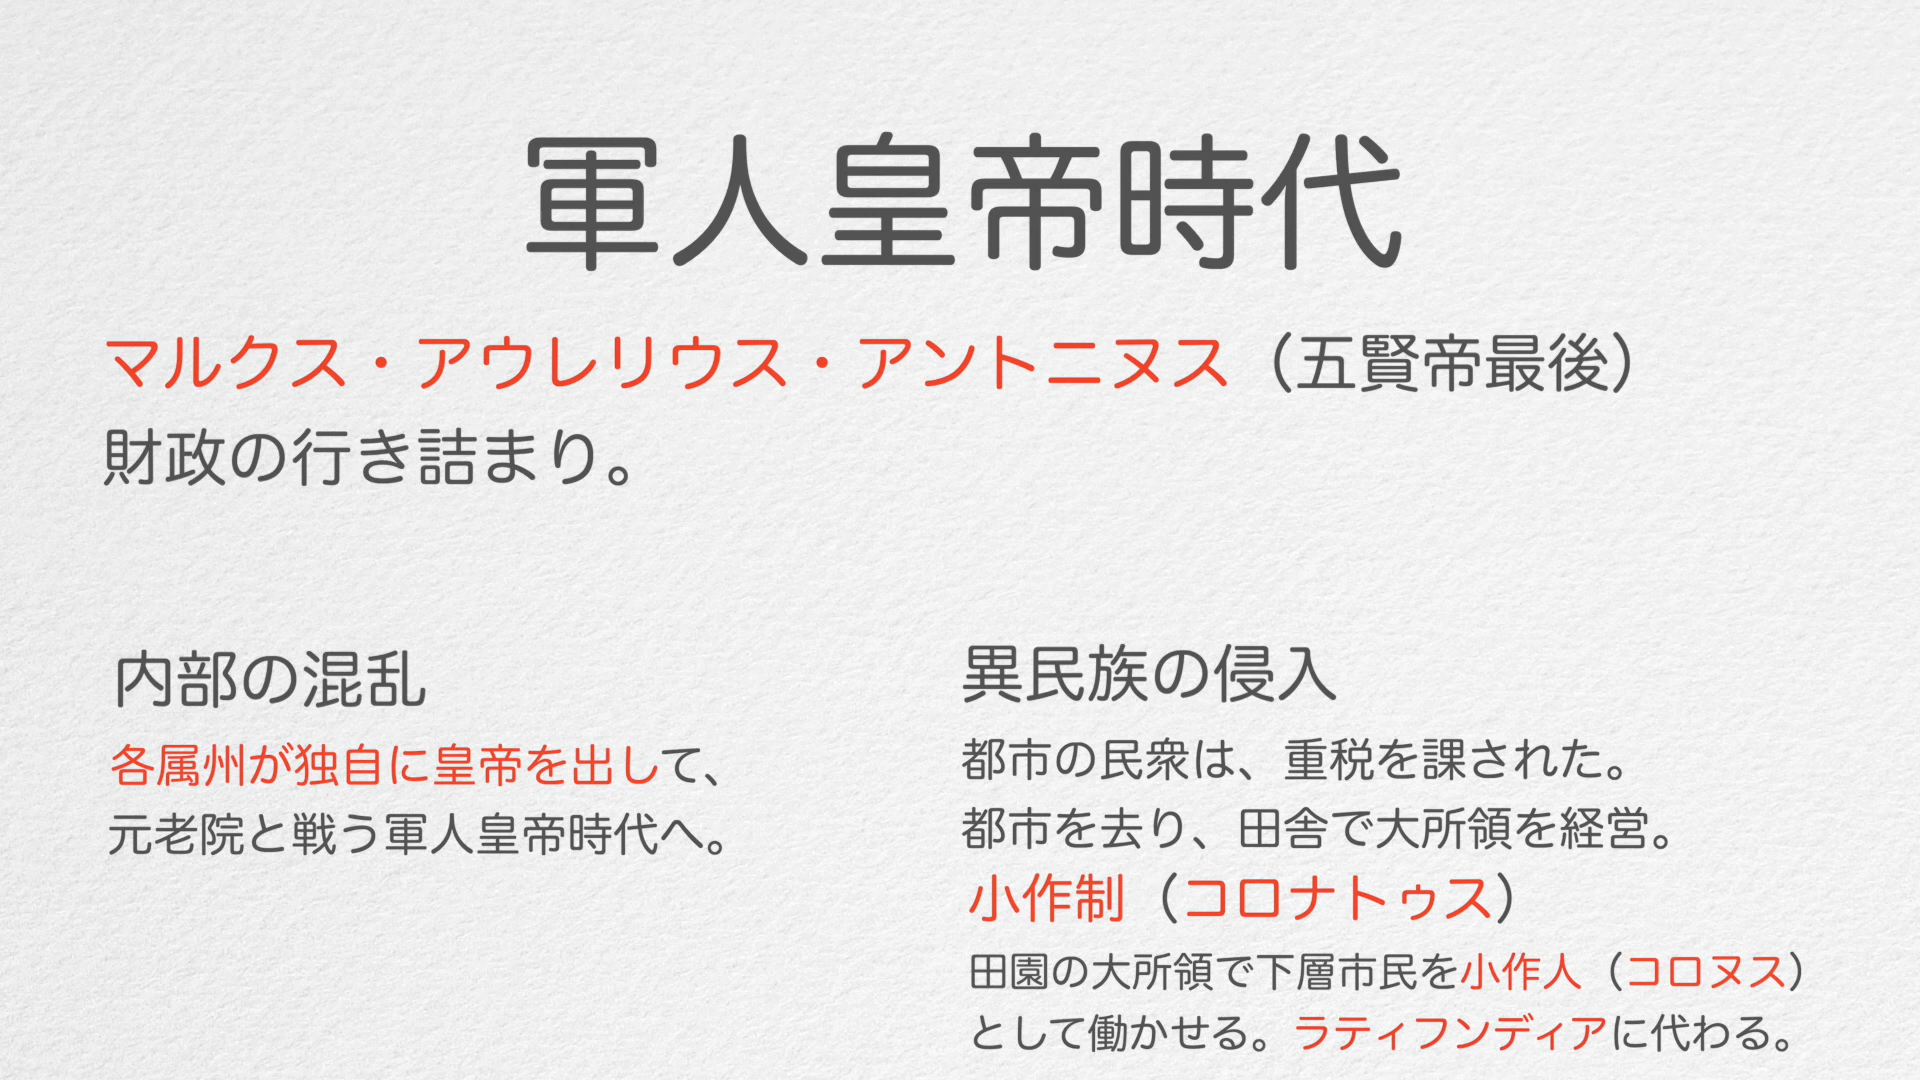 軍人皇帝時代
マルクス・アウレリウス・アントニヌス（五賢帝最後）
財政の行き詰まり。
内部の混乱
各属州が独自に皇帝を出して、
元老院と戦う軍人皇帝時代へ。
異民族の侵入
都市の民衆は、重税を課された。
都市を去り、田舎で大所領を経営。
小作制（コロナトゥス）
田園の大所領で下層市民を小作人（コロヌス）
として働かせる。ラティフンディアに代わる。